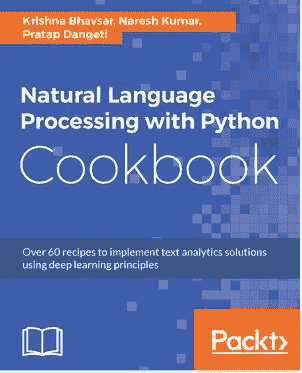 Krishna Bhavsar, Naresh Kumar,
Pratap Dangeti
Natural Language
Processing with Python
Cookbook
Over 60 recipes to implement text analytics solutions
using deep learning principles
Packt>